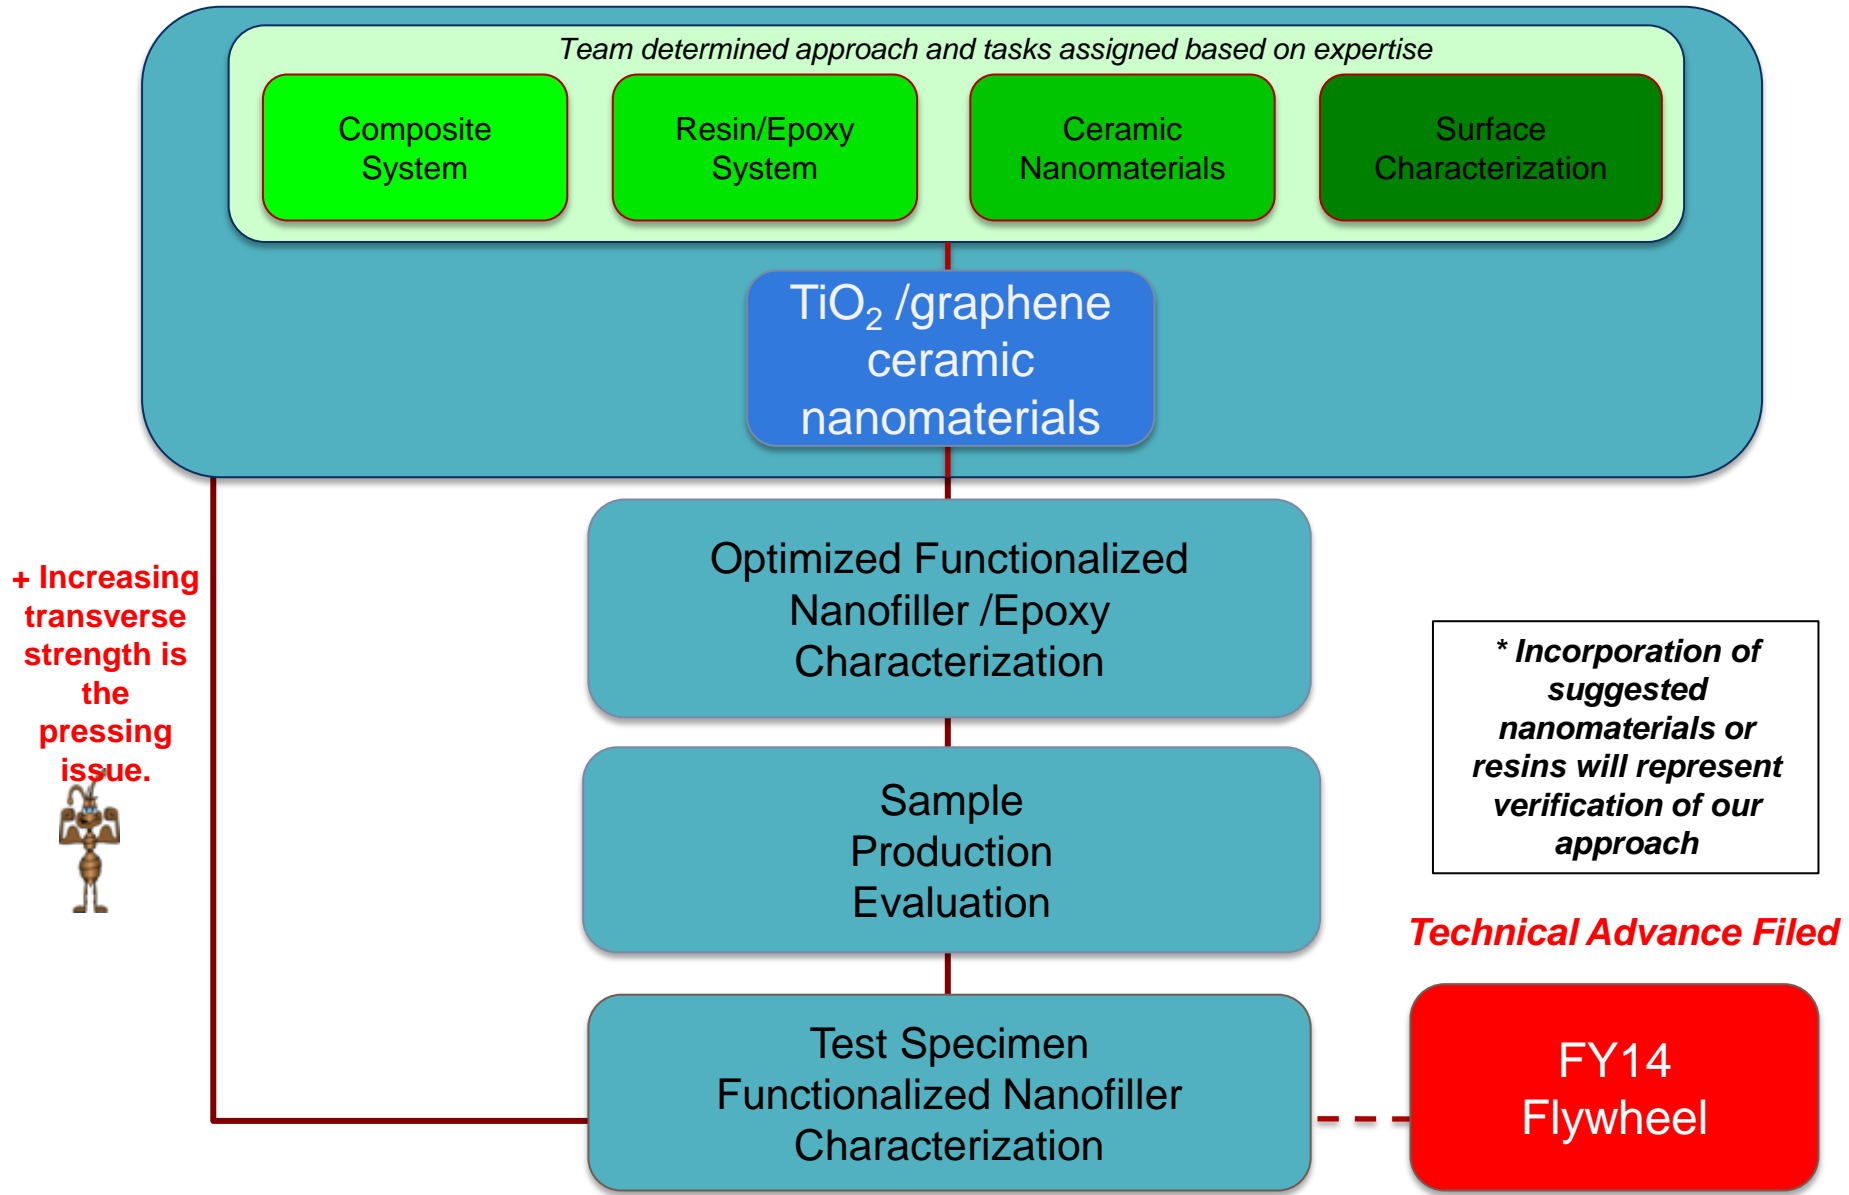 Team determined approach and tasks assigned based on expertise
Composite
System
Resin/Epoxy
System
Ceramic
Nanomaterials
Surface
Characterization
TiO₂ /graphene
ceramic
nanomaterials
Optimized Functionalized
Nanofiller /Epoxy
Characterization
+ Increasing
transverse
strength is
the
pressing
issue.
* Incorporation of
suggested
nanomaterials or
resins will represent
verification of our
approach
Sample
Production
Evaluation
Technical Advance Filed
Test Specimen
Functionalized Nanofiller
Characterization
FY14
Flywheel